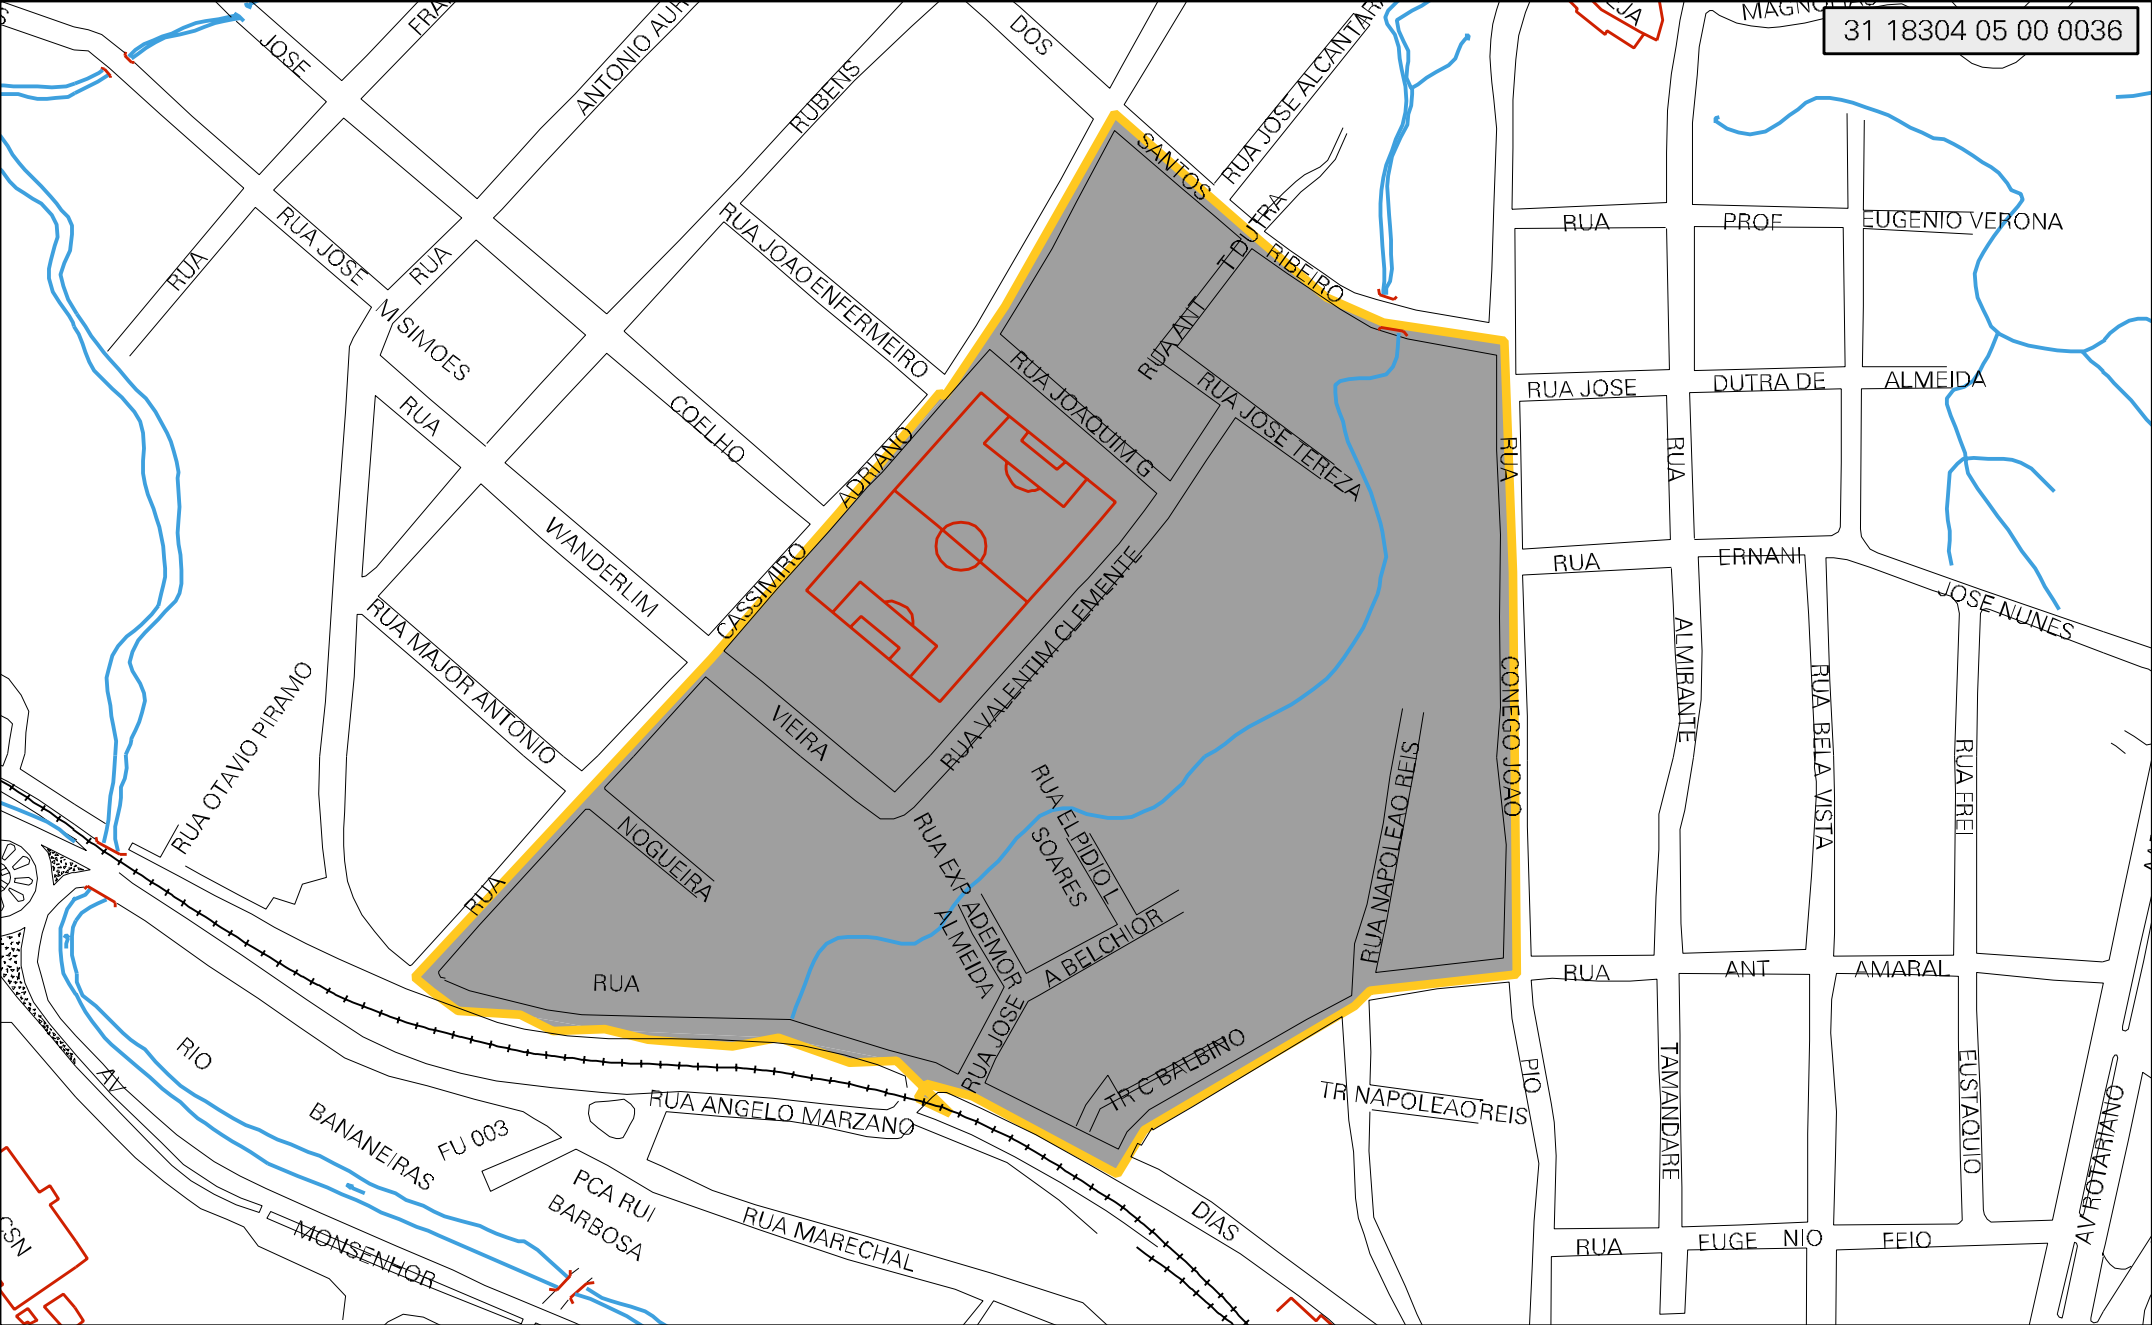 31 18304 05 00 0036
JOSE
ANTONIO AUR
RUBENS
DOS
RUA JOSE ALCANTARA
SANTOS
RIBEIRO
T DUTRA
RUA ANT
RUA
PROF
EUGENIO VERONA
RUA
RUA JOSE
M SIMOES
RUA
RUA JOAO ENFERMEIRO
RUA JOSE
DUTRA DE
ALMEIDA
RUA JOAQUIM G
RUA JOSE TEREZA
RUA
COELHO
ADRIANO
RUA
RUA
WANDERLIM
CASSIMIRO
RUA
ERNANI
JOSE NUNES
RUA MAJOR ANTONIO
RUA VALENTIM CLEMENTE
ALMIRANTE
CONEGO JOAO
RUA BELA VISTA
RUA FREI
RUA OTAVIO PIRAMO
VIEIRA
NOGUEIRA
RUA
RUA EXP ADEMOR
ALMEIDA
RUA ELPIDIO L
SOARES
A BELCHIOR
RUA NAPOLEAO REIS
RUA
RUA
ANT
AMARAL
RUA JOSE
TR C BALBINO
PIO
TAMANDARE
EUSTAQUIO
TR NAPOLEAO REIS
AV ROTARIANO
RIO
BANANEIRAS
AV
MONSENHOR
FU 003
RUA ANGELO MARZANO
PCA RUI
BARBOSA
RUA MARECHAL
DIAS
RUA
EUGE
NIO
FEIO
CSN